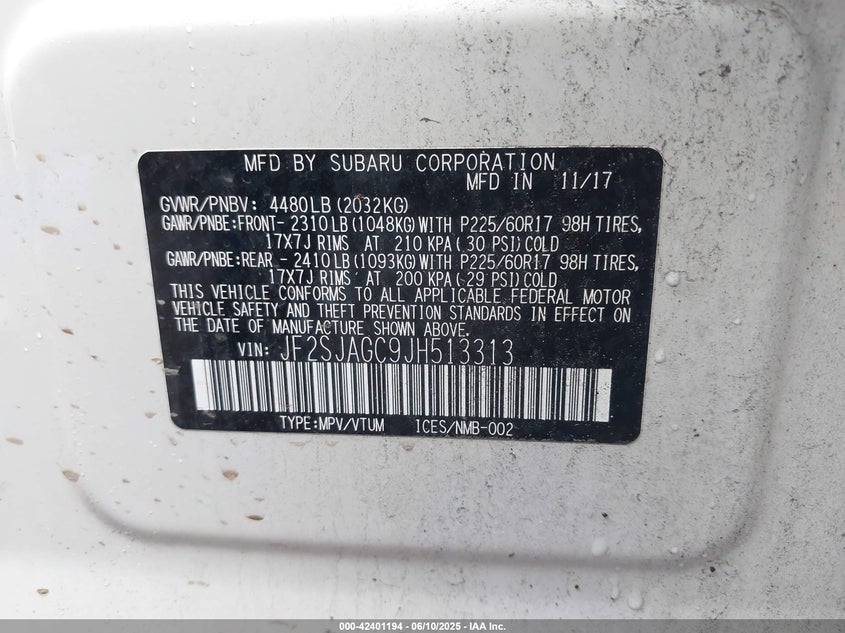 MFD BY SUBARU CORPORATION
MFD IN 11/17
GVWR/PNBV: 4480LB (2032KG)
GAWR/PNBE:FRONT- 2310LB (1048KG) WITH P225/60R17 98H TIRES,
17X7J RIMS AT 210 KPA ( 30 PSI) COLD
GAWR/PNBE:REAR - 2410LB (1093KG) WITH P225/60R17 98H TIRES,
17X7J RIMS AT 200 KPA ( 29 PSI) COLD
THIS VEHICLE CONFORMS TO ALL APPLICABLE FEDERAL MOTOR
VEHICLE SAFETY AND THEFT PREVENTION STANDARDS IN EFFECT ON
THE DATE OF MANUFACTURE SHOWN ABOVE.
VIN: JF2SJAGC9JH513313
TYPE:MPV/VTUM ICES/NMB-002
000-42401194 - 06/10/2025 - IAA Inc.